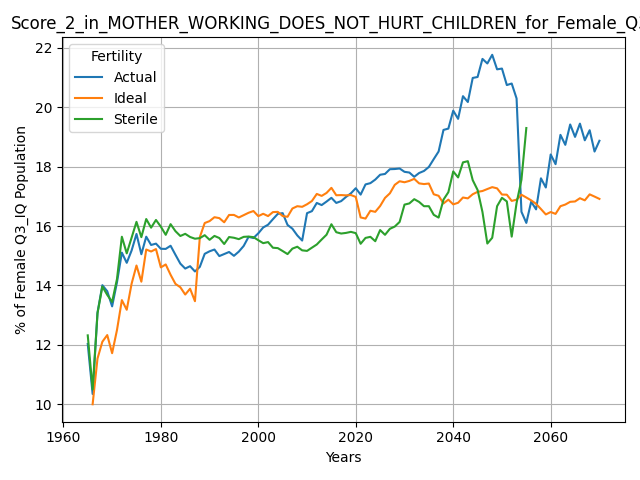 Score_2_in_MOTHER_WORKING_DOES_NOT_HURT_CHILDREN_for_Female_Q3
Fertility
Actual
Ideal
Sterile
% of Female Q3_IQ Population
22
20
18
16
14
12
10
1960 1980 2000 2020 2040 2060
Years